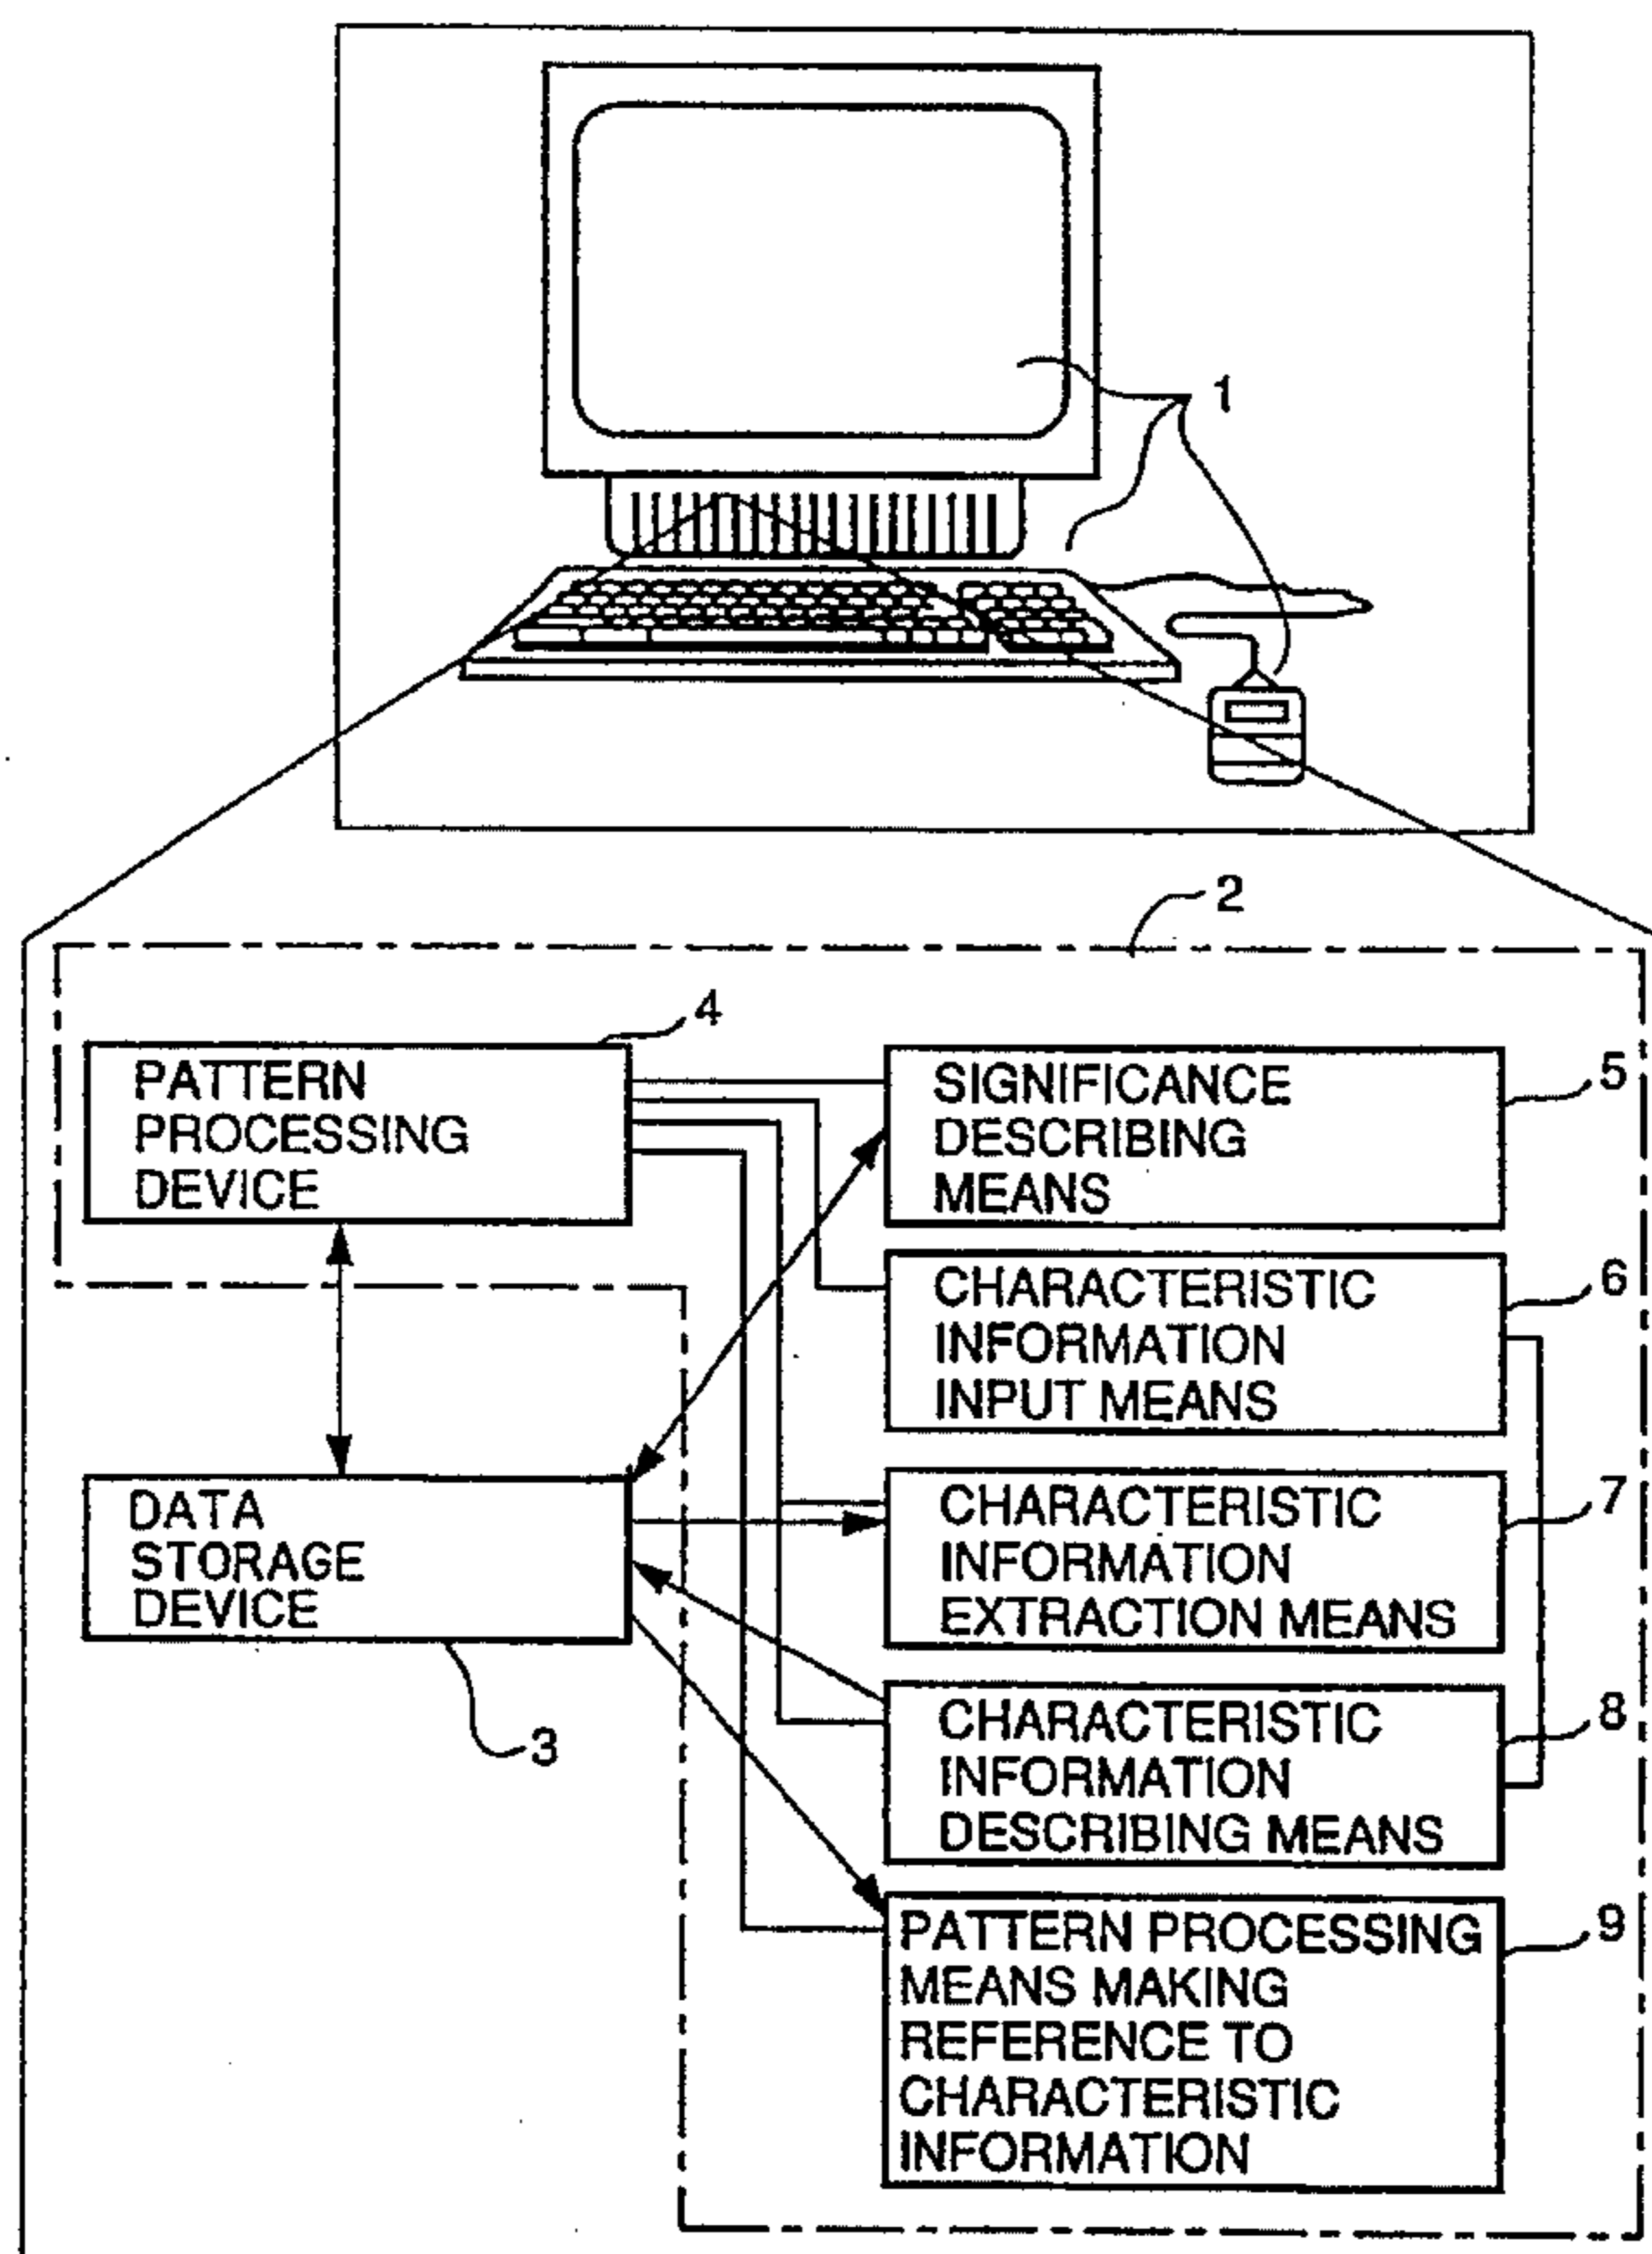 1
2
4
PATTERN
PROCESSING
DEVICE
SIGNIFICANCE
DESCRIBING
MEANS
5
CHARACTERISTIC
INFORMATION
INPUT MEANS
6
DATA
STORAGE
DEVICE
3
CHARACTERISTIC
INFORMATION
EXTRACTION MEANS
7
CHARACTERISTIC
INFORMATION
DESCRIBING MEANS
8
PATTERN PROCESSING
MEANS MAKING
REFERENCE TO
CHARACTERISTIC
INFORMATION
9